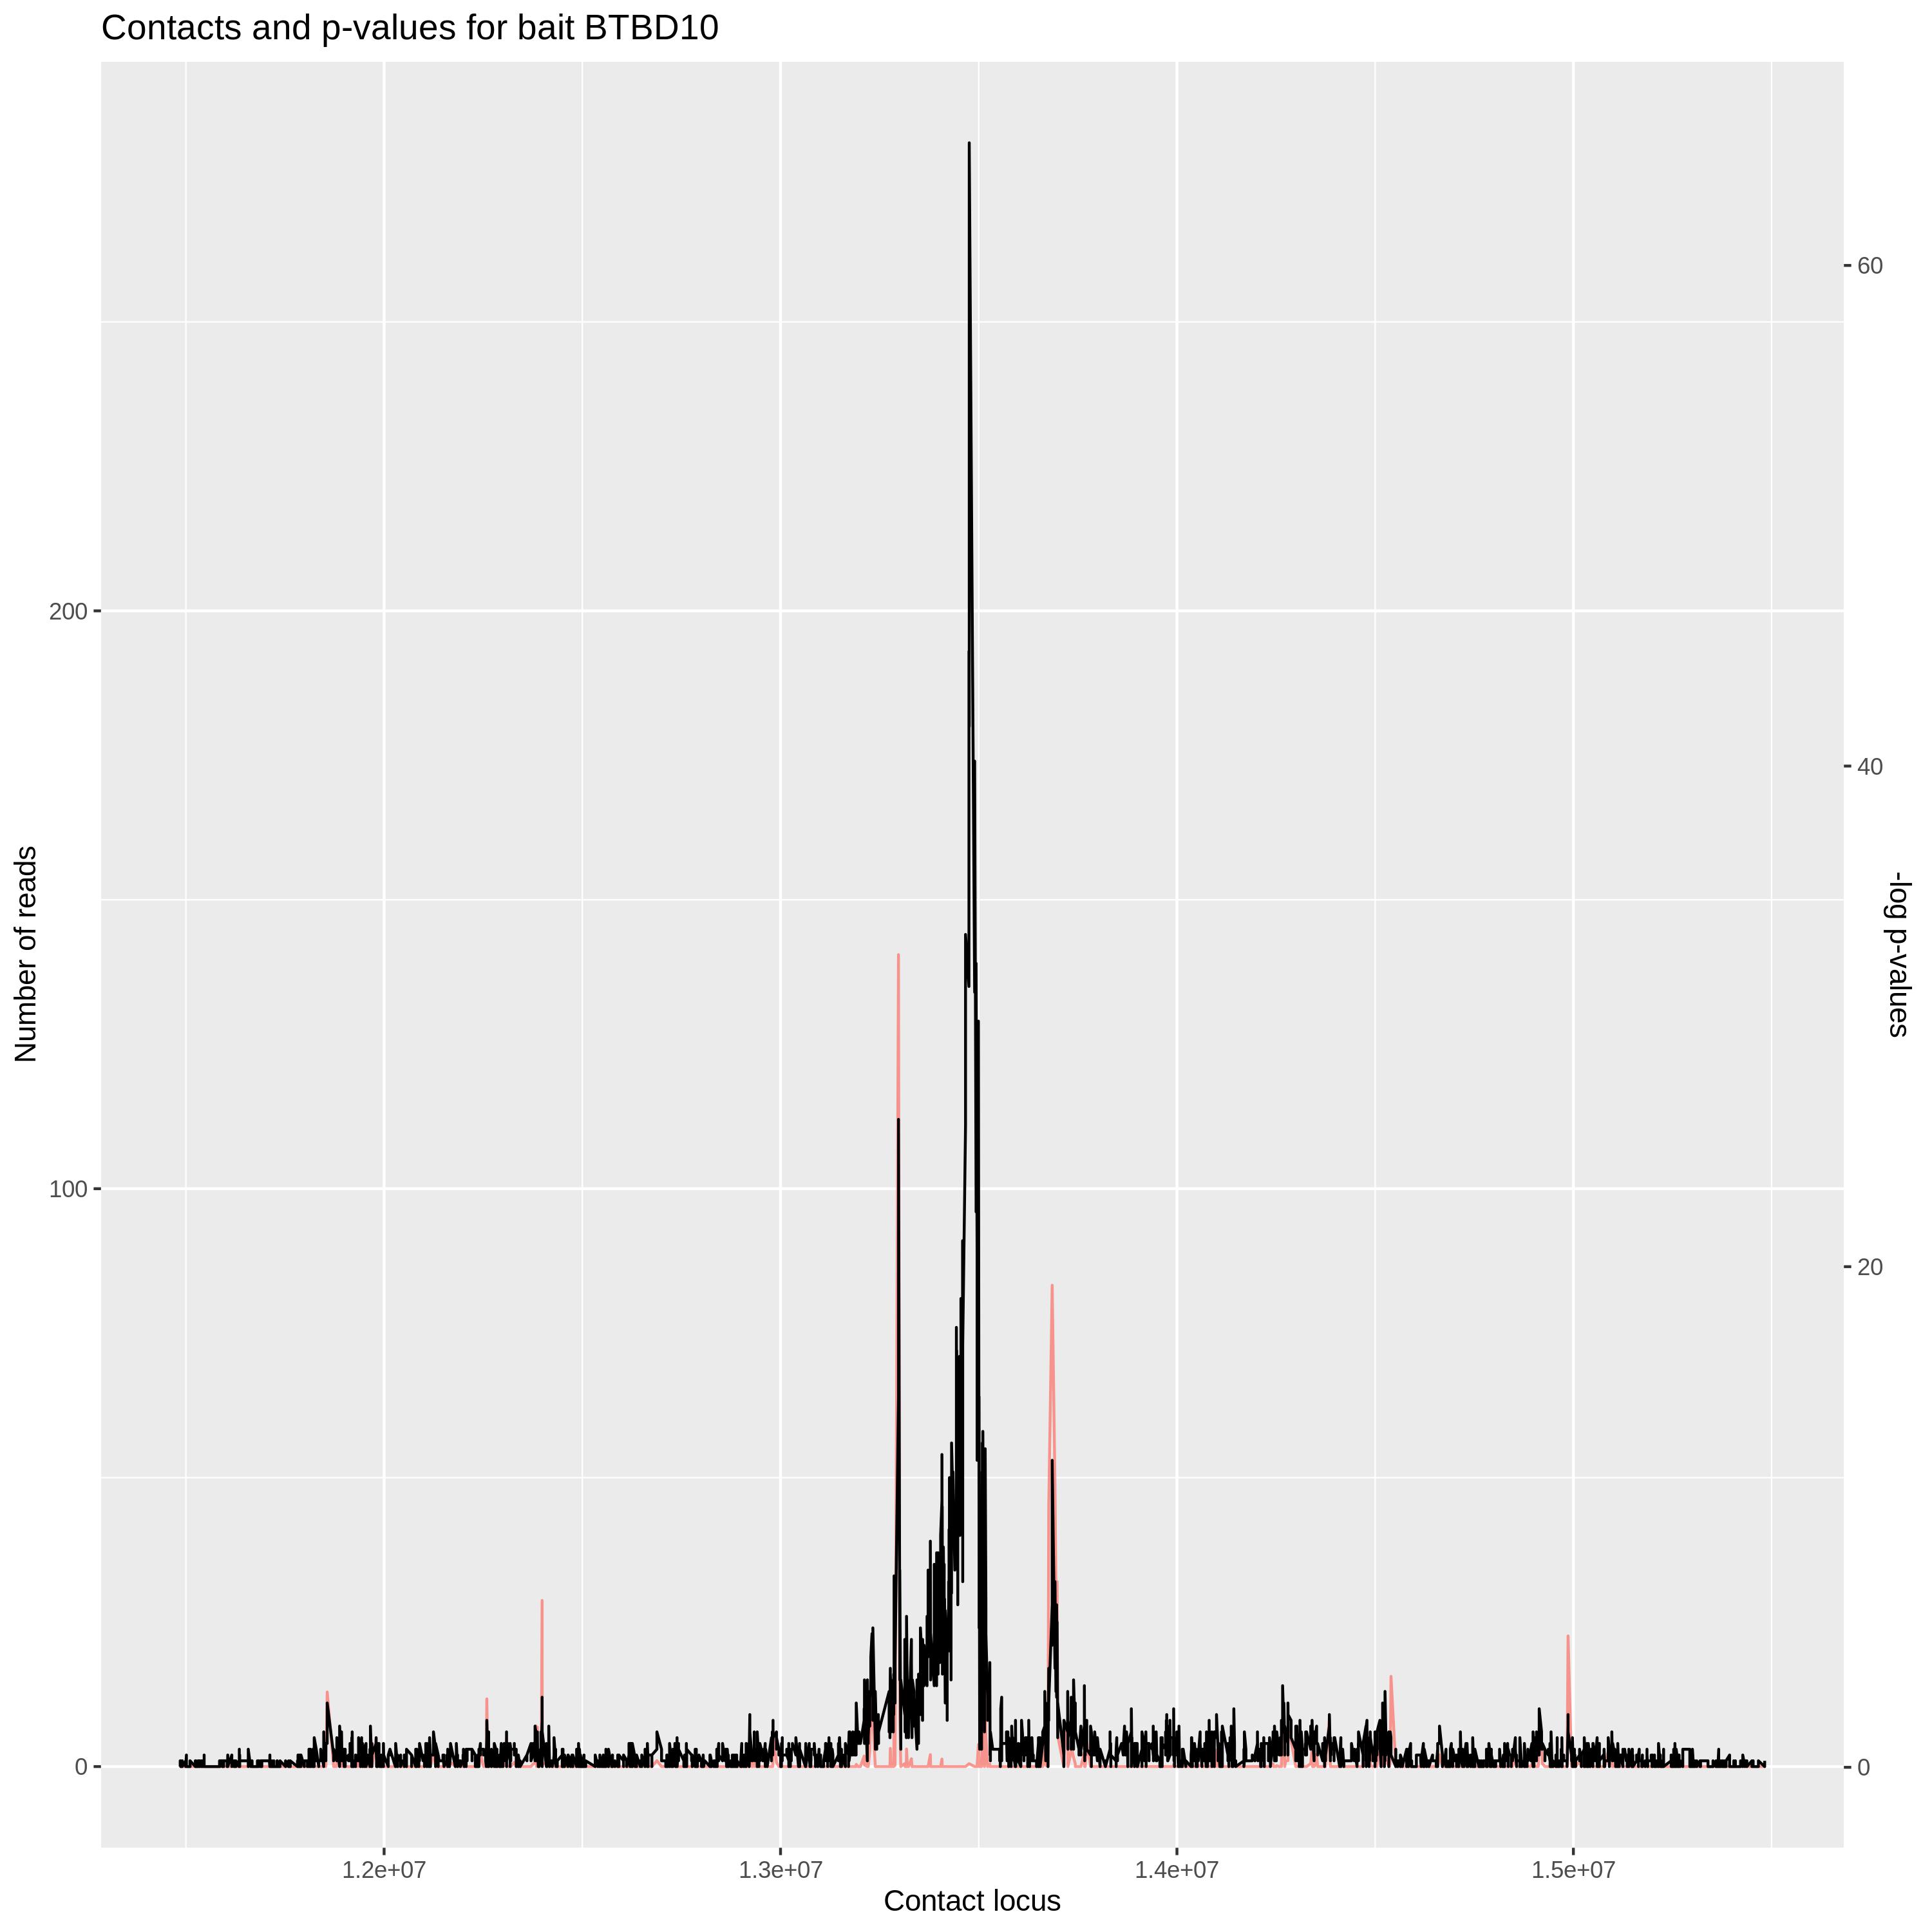 Contacts and p-values for bait BTBD10
Number of reads
200
100
0
60
40
20
0
-log p-values
1.2e+07 1.3e+07 1.4e+07 1.5e+07
Contact locus